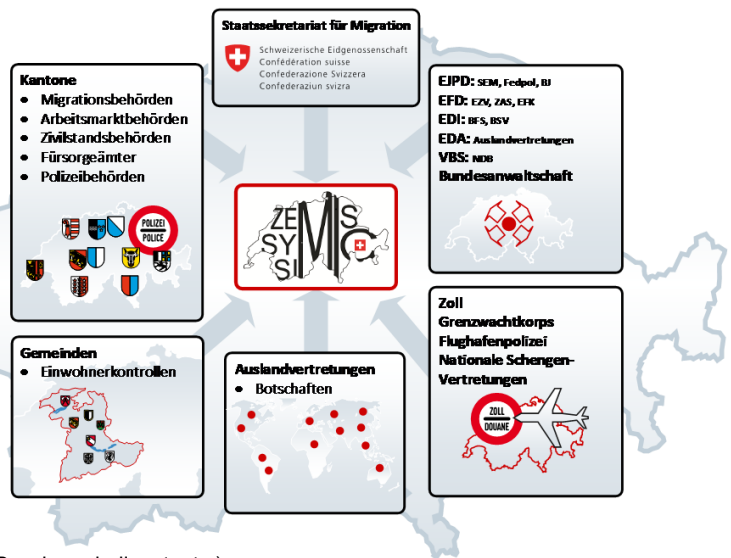 Staatssekretariat für Migration
Schweizerische Eidgenossenschaft
Confédération suisse
Confederazione Svizzera
Confederaziun svizra
Kantone
• Migrationsbehörden
• Arbeitsmarktbehörden
• Zivilstandsbehörden
• Fürsorgeämter
• Polizeibehörden
POLIZEI
POLICE
EJPD: SEM, Fedpol, BJ
EFD: EZV, ZAS, EFK
EDI: BFS, BSV
EDA: Auslandvertretungen
VBS: NDB
Bundesanwaltschaft
ZEMIS
SYMIC
SI
Gemeinden
• Einwohnerkontrollen
Auslandvertretungen
• Botschaften
Zoll
Grenzwachtkorps
Flughafenpolizei
Nationale Schengen-
Vertretungen
ZOLL
DOUANE